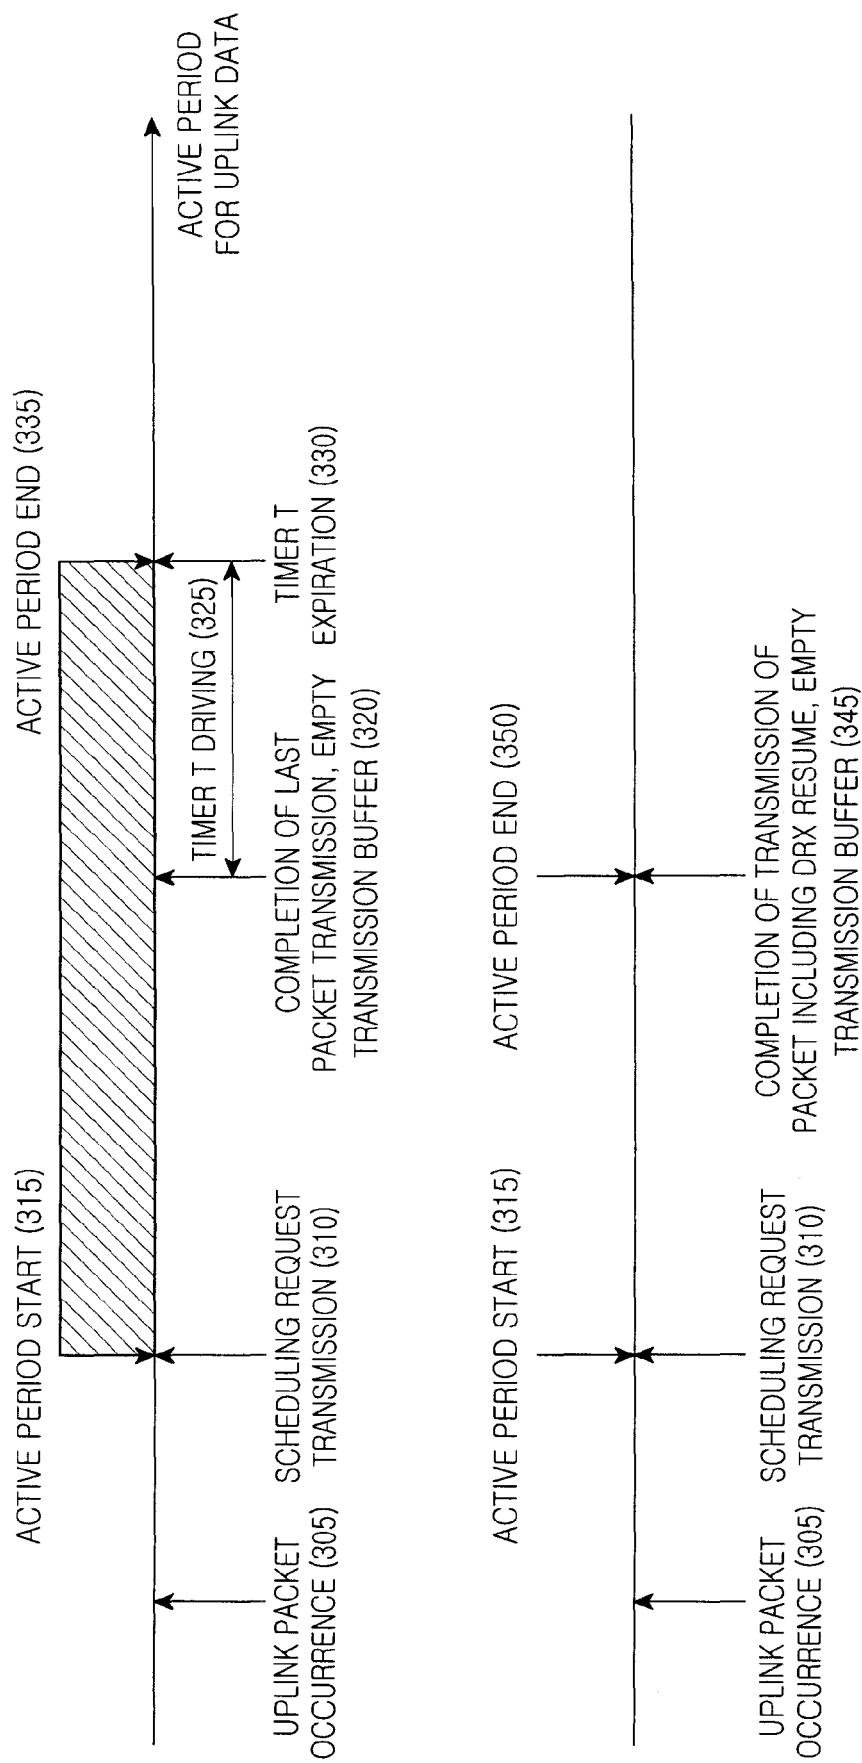 ACTIVE PERIOD START (315)
ACTIVE PERIOD END (335)
ACTIVE PERIOD
FOR UPLINK DATA
TIMER T DRIVING (325)
UPLINK PACKET
OCCURRENCE (305)
SCHEDULING REQUEST
TRANSMISSION (310)
COMPLETION OF LAST
PACKET TRANSMISSION, EMPTY
TRANSMISSION BUFFER (320)
TIMER T
EXPIRATION (330)
ACTIVE PERIOD START (315)
ACTIVE PERIOD END (350)
UPLINK PACKET
OCCURRENCE (305)
SCHEDULING REQUEST
TRANSMISSION (310)
COMPLETION OF TRANSMISSION OF
PACKET INCLUDING DRX RESUME, EMPTY
TRANSMISSION BUFFER (345)